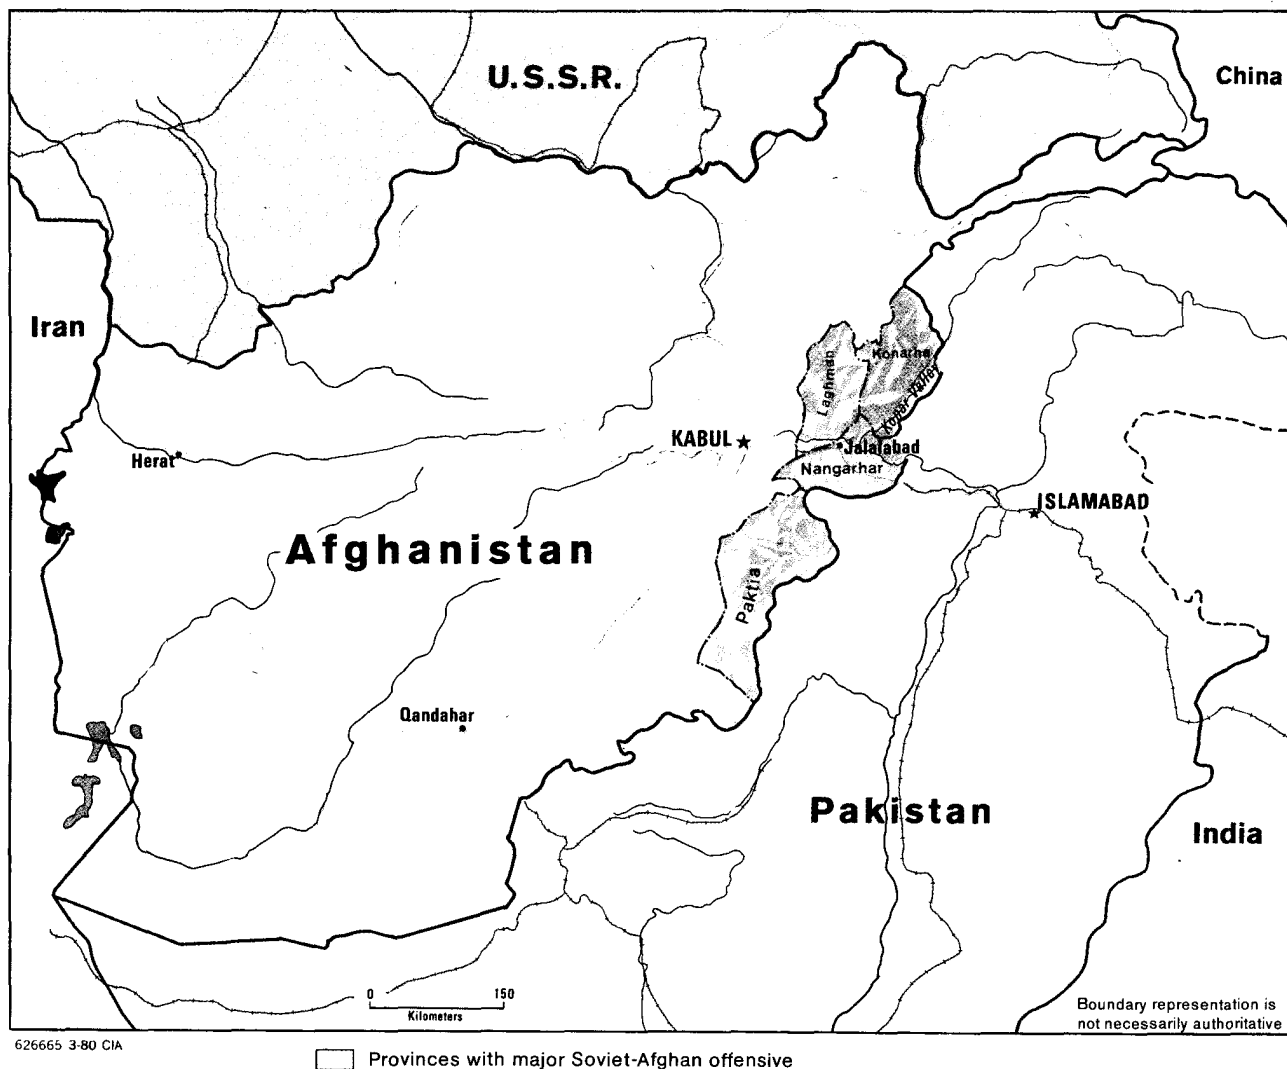 U.S.S.R.
China
Iran
Konarha
Laghman
Konar Valley
KABUL
Jalalabad
Herat
Nangarhar
ISLAMABAD
Afghanistan
Paktia
Qandahar
Pakistan
India
0 150
Kilometers
Boundary representation is
not necessarily authoritative
626665 3-80 CIA
Provinces with major Soviet-Afghan offensive